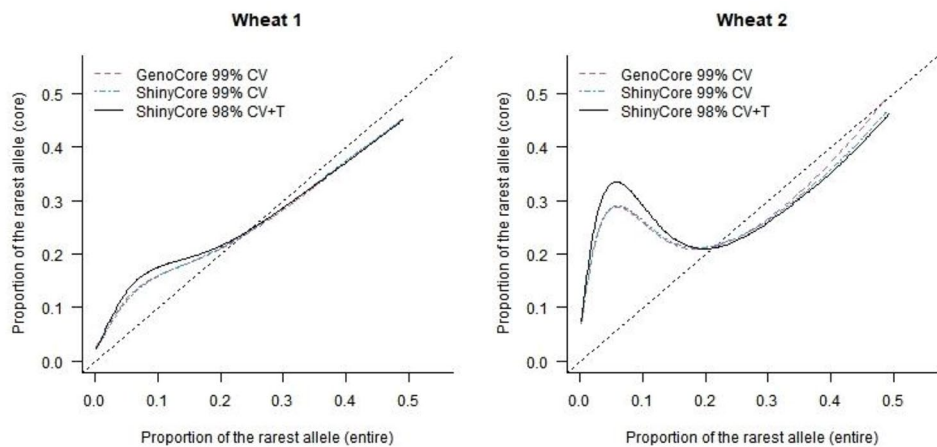 Wheat 1
GenoCore 99% CV
ShinyCore 99% CV
ShinyCore 98% CV+T
Proportion of the rarest allele (core)
0.5
0.4
0.3
0.2
0.1
0.0
0.0 0.1 0.2 0.3 0.4 0.5
Proportion of the rarest allele (entire)
Wheat 2
GenoCore 99% CV
ShinyCore 99% CV
ShinyCore 98% CV+T
Proportion of the rarest allele (core)
0.5
0.4
0.3
0.2
0.1
0.0
0.0 0.1 0.2 0.3 0.4 0.5
Proportion of the rarest allele (entire)